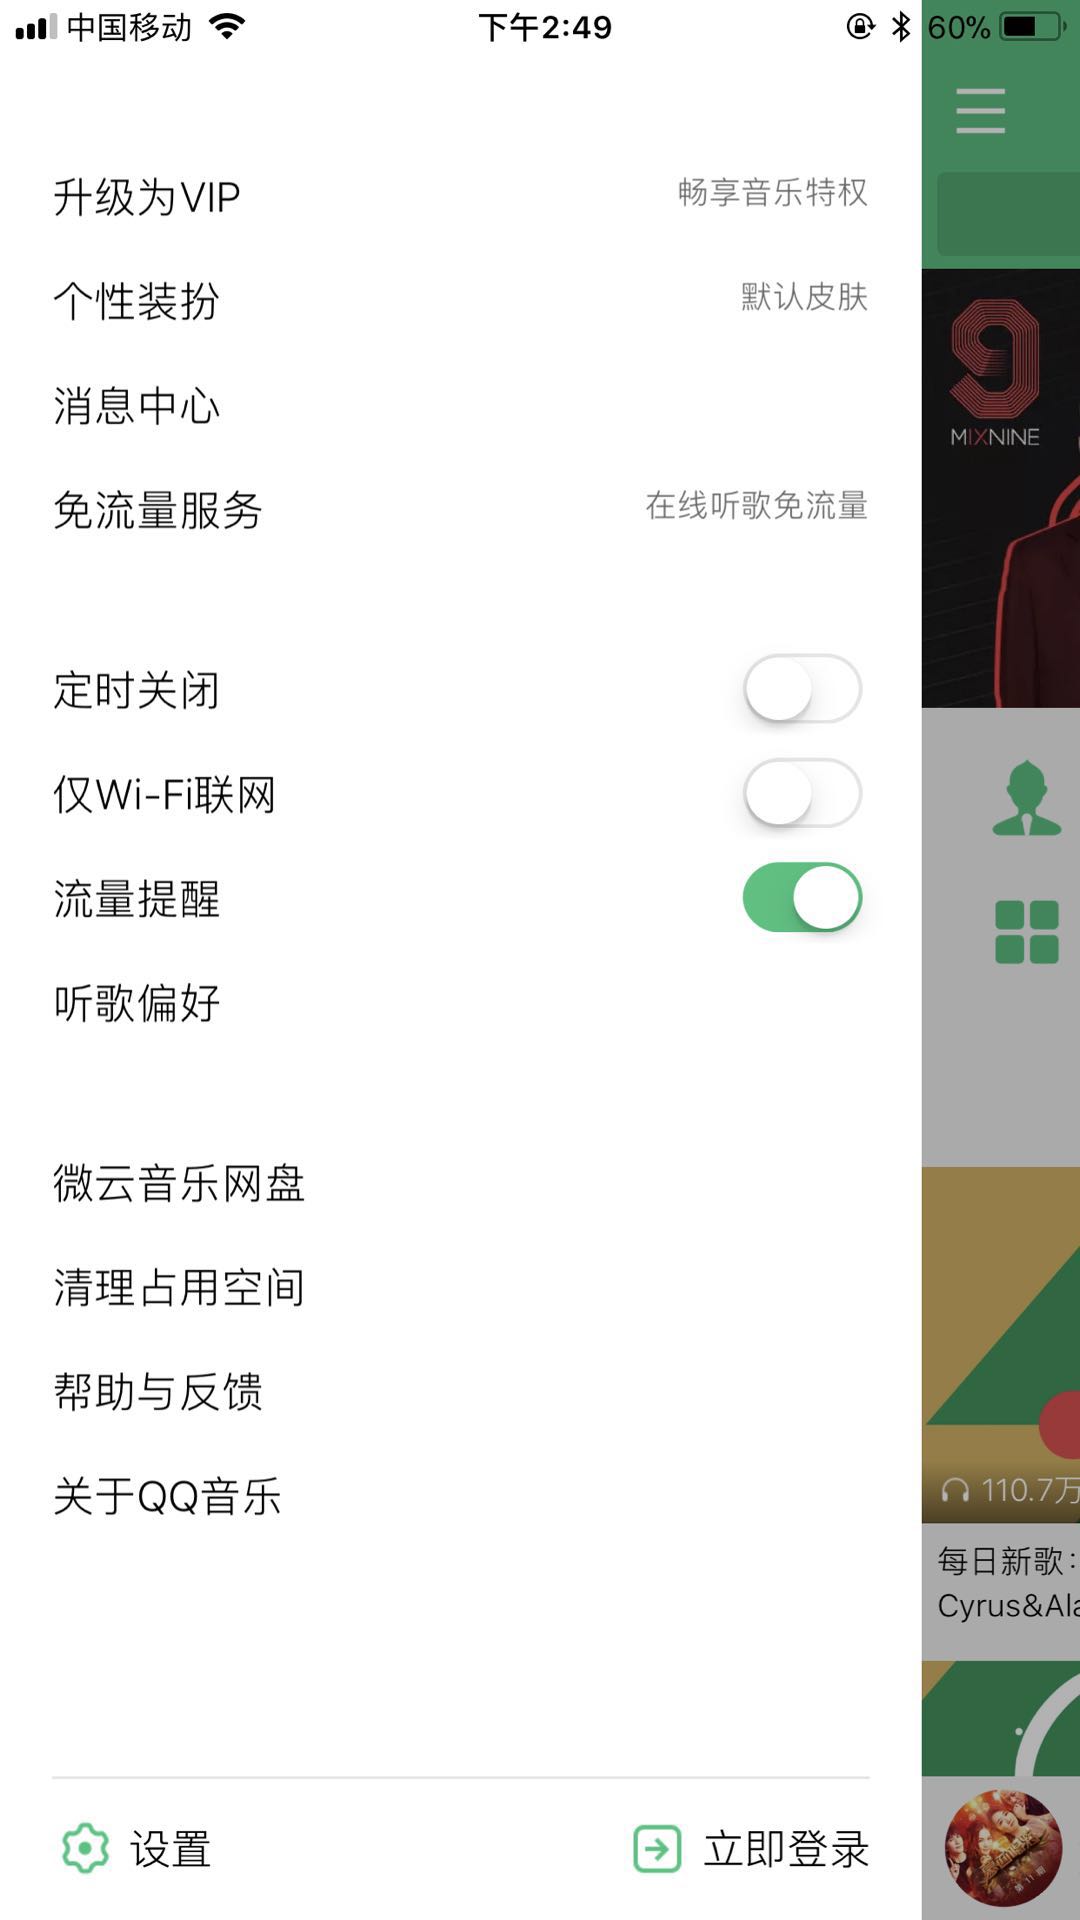 中国移动 下午2:49 60%
升级为VIP 畅享音乐特权
个性装扮 默认皮肤
消息中心
免流量服务 在线听歌免流量
定时关闭
仅Wi-Fi联网
流量提醒
听歌偏好
微云音乐网盘
清理占用空间
帮助与反馈
关于QQ音乐
设置 立即登录
9
MIXNINE
110.7万
每日新歌：
Cyrus&Ala
第11期